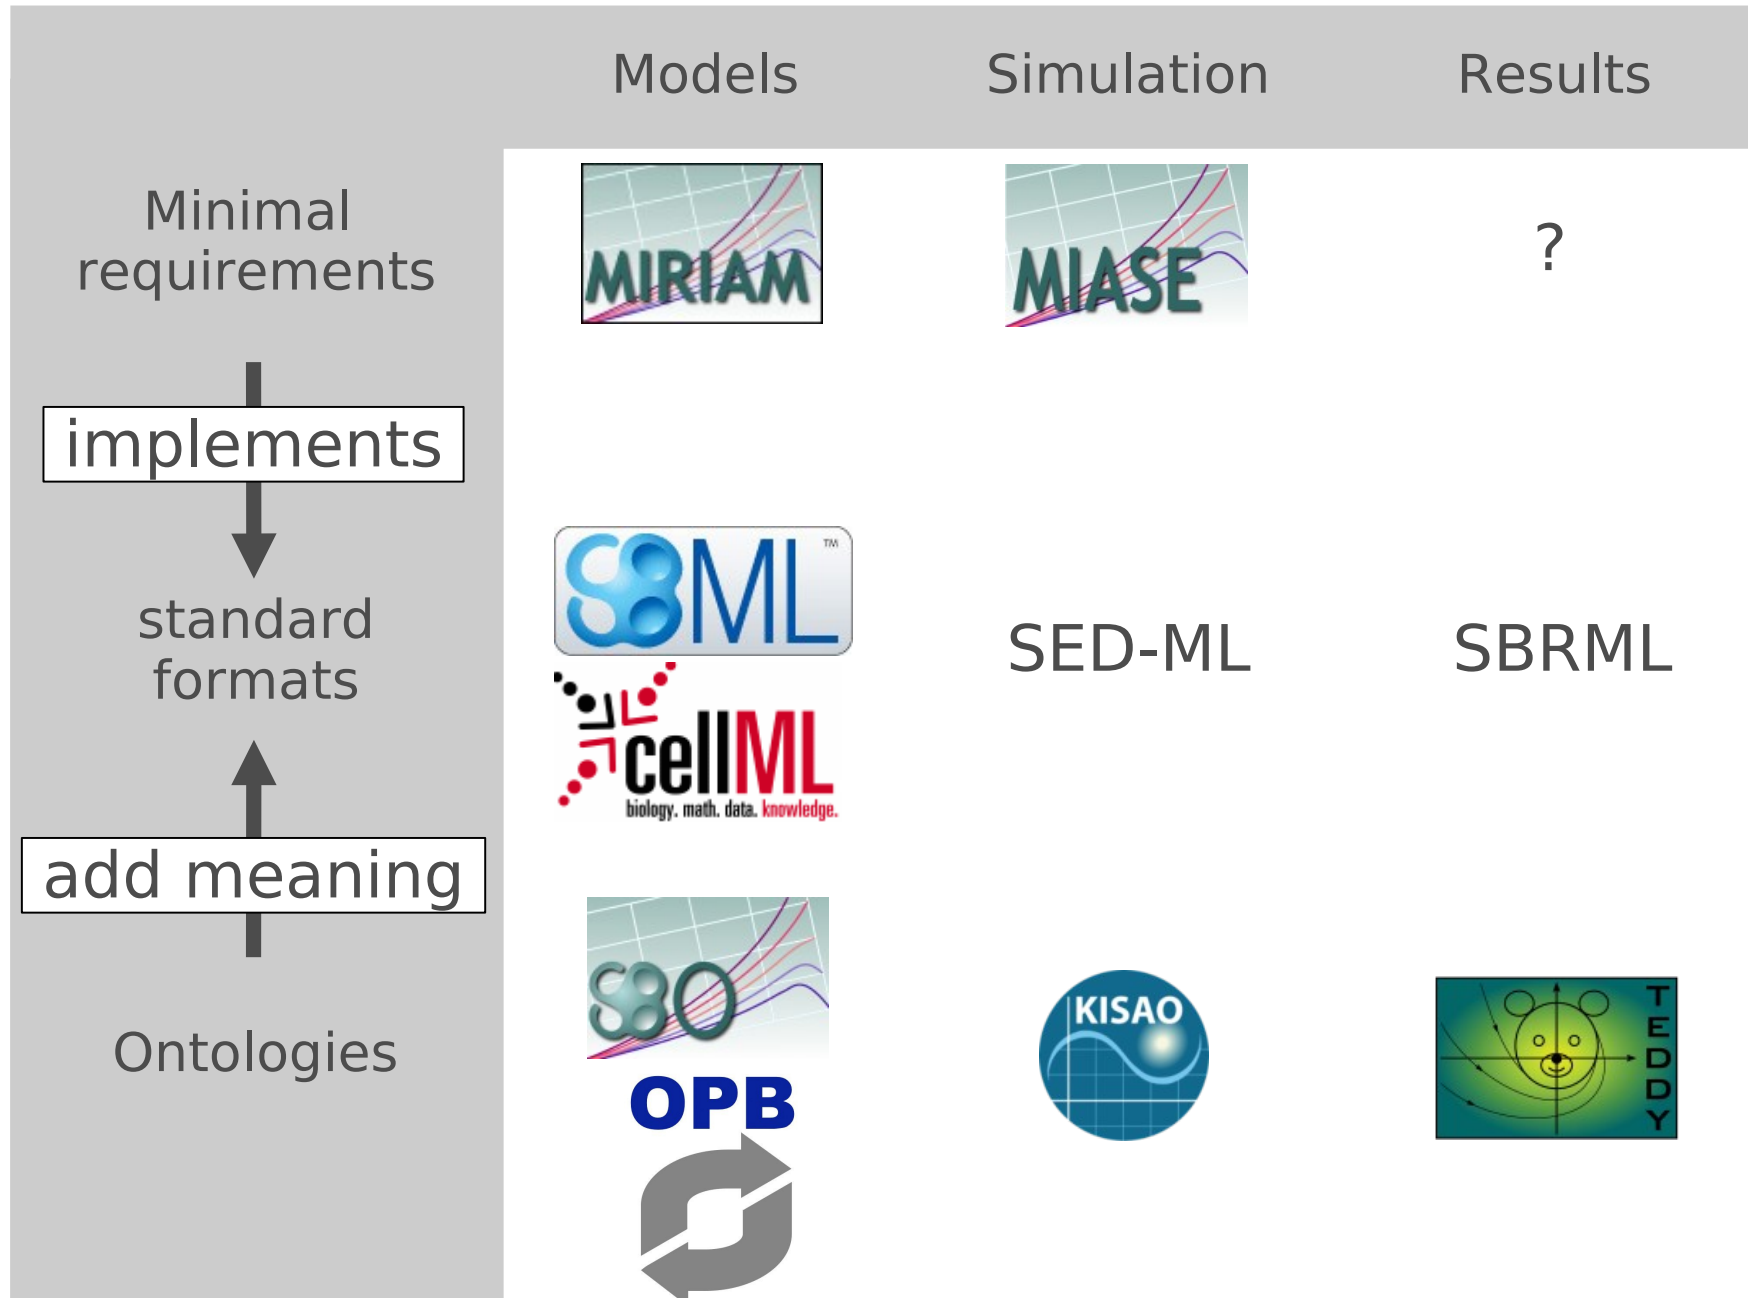 Models Simulation Results
Minimal
requirements
MIRIAM
MIASE
?
implements
standard
formats
SBML ™
cellML
biology. math. data. knowledge.
SED-ML
SBRML
add meaning
Ontologies
SBO
OPB
KISAO
TEDDY